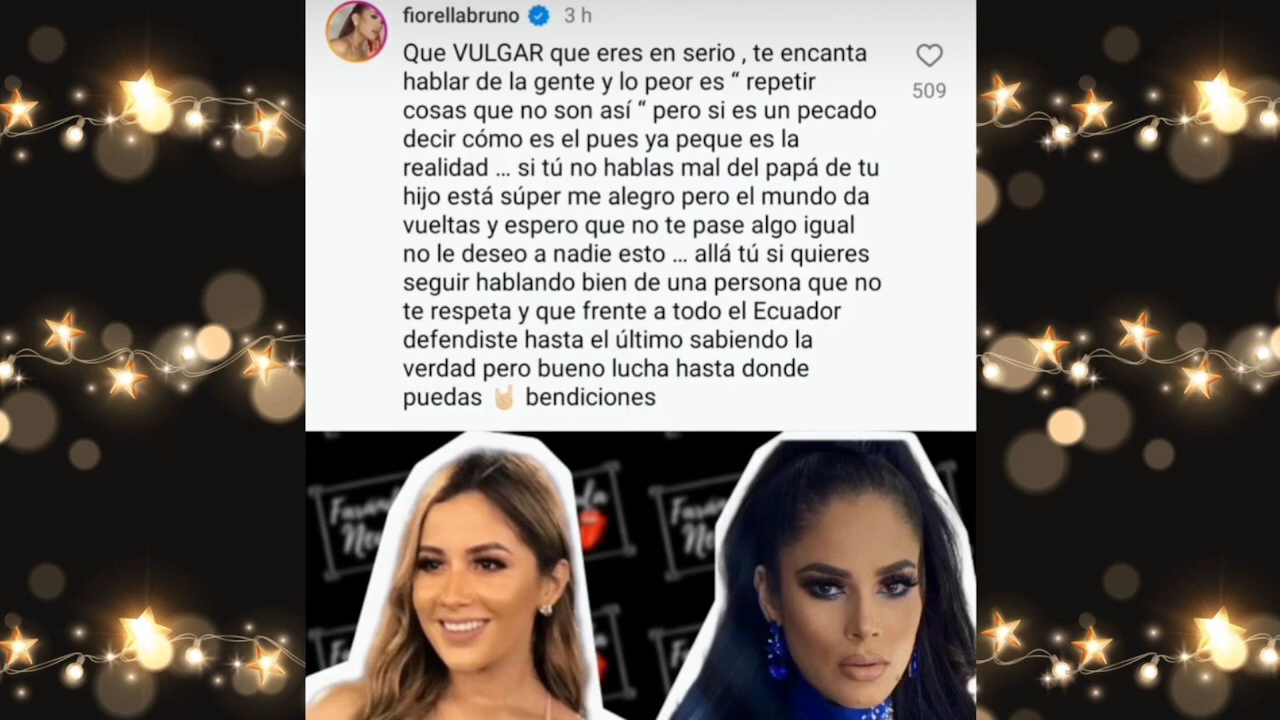 fiorellabruno 3 h
Que VULGAR que eres en serio , te encanta
hablar de la gente y lo peor es “ repetir
cosas que no son así “ pero si es un pecado
decir cómo es el pues ya peque es la
realidad ... si tú no hablas mal del papá de tu
hijo está súper me alegro pero el mundo da
vueltas y espero que no te pase algo igual
no le deseo a nadie esto ... allá tú si quieres
seguir hablando bien de una persona que no
te respeta y que frente a todo el Ecuador
defendiste hasta el último sabiendo la
verdad pero bueno lucha hasta donde
puedas 🤘🏼 bendiciones
509